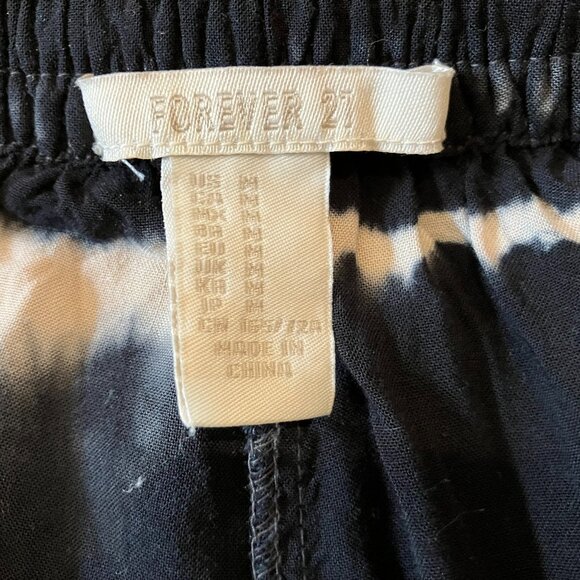 FOREVER 21
US M
CA M
MX M
BR M
EU M
UK M
KR M
JP M
CN 165/72A
MADE IN
CHINA